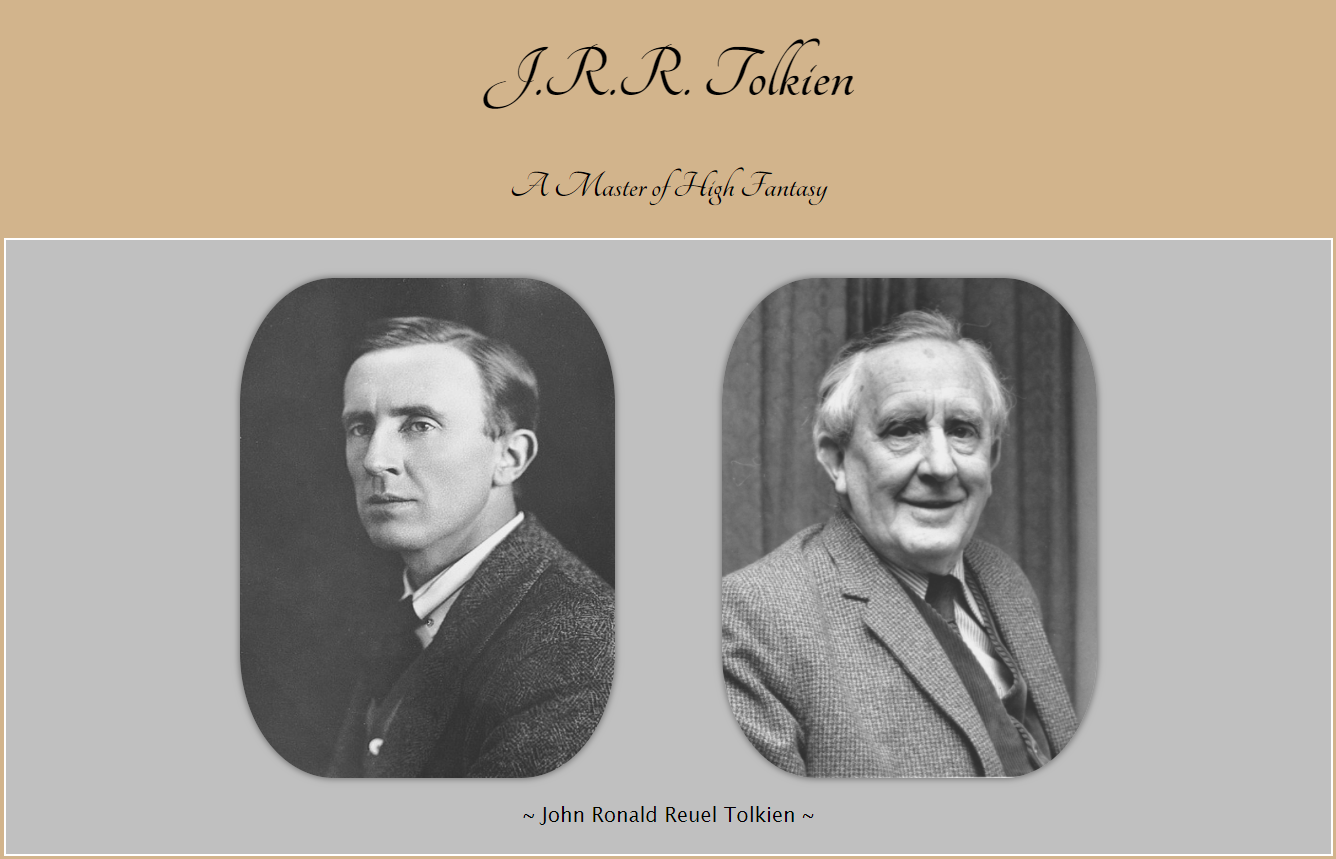 J.R.R. Tolkien
A Master of High Fantasy
~ John Ronald Reuel Tolkien ~